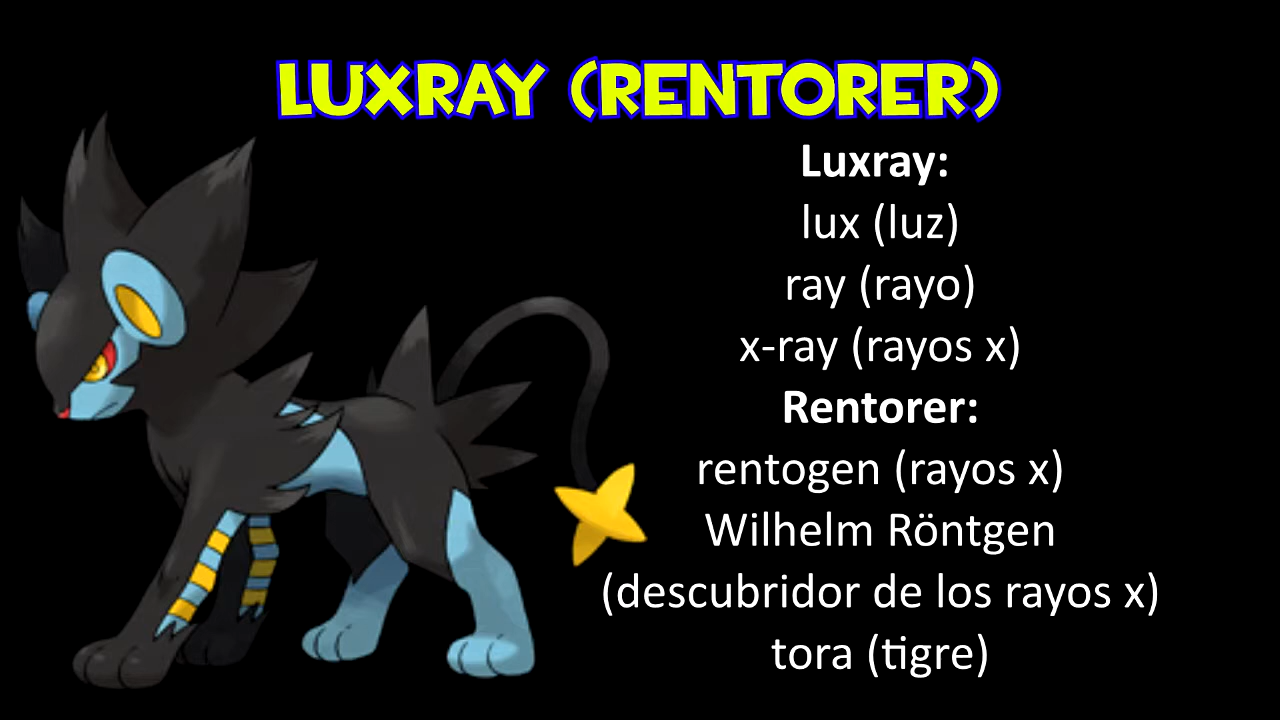 LUXRAY (RENTORER)
Luxray:
lux (luz)
ray (rayo)
x-ray (rayos x)
Rentorer:
rentogen (rayos x)
Wilhelm Röntgen
(descubridor de los rayos x)
tora (tigre)